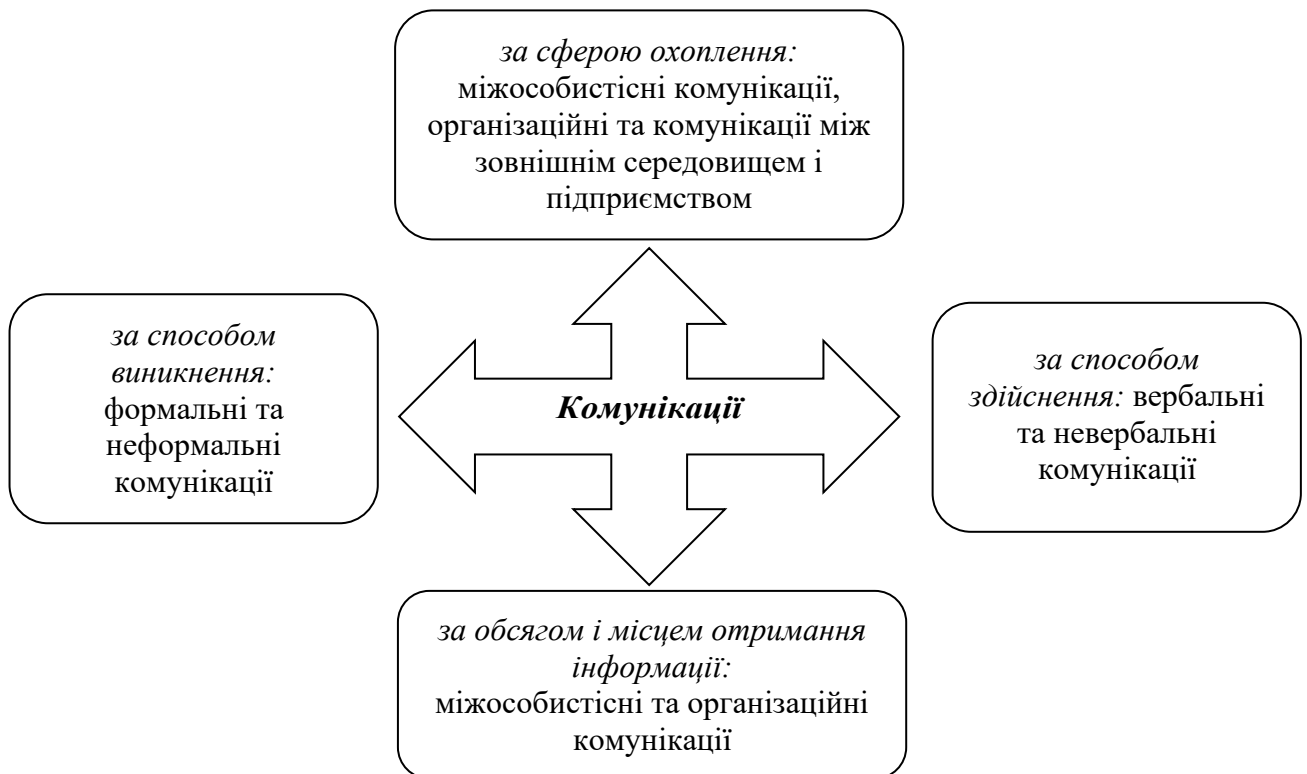 за сферою охоплення:
міжособистісні комунікації,
організаційні та комунікації між
зовнішнім середовищем і
підприємством
за способом
виникнення:
формальні та
неформальні
комунікації
Комунікації
за способом
здійснення: вербальні
та невербальні
комунікації
за обсягом і місцем отримання
інформації:
міжособистісні та організаційні
комунікації